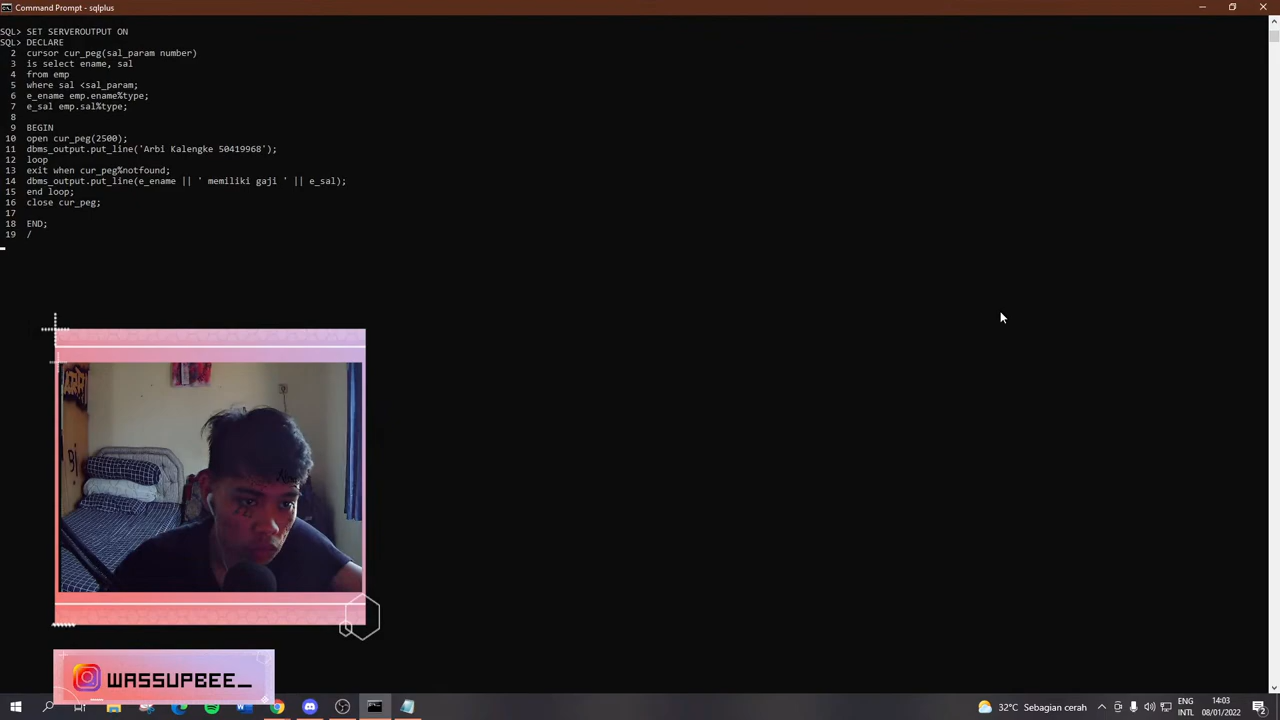 Command Prompt - sqlplus
SQL> SET SERVEROUTPUT ON
SQL> DECLARE
2 cursor cur_peg(sal_param number)
3 is select ename, sal
4 from emp
5 where sal <sal_param;
6 e_ename emp.ename%type;
7 e_sal emp.sal%type;
8
9 BEGIN
10 open cur_peg(2500);
11 dbms_output.put_line('Arbi Kalengke 50419968');
12 loop
13 exit when cur_peg%notfound;
14 dbms_output.put_line(e_ename || ' memiliki gaji ' || e_sal);
15 end loop;
16 close cur_peg;
17
18 END;
19 /
WASSUPBEE_
32°C Sebagian cerah
ENG
INTL
14:03
08/01/2022
2